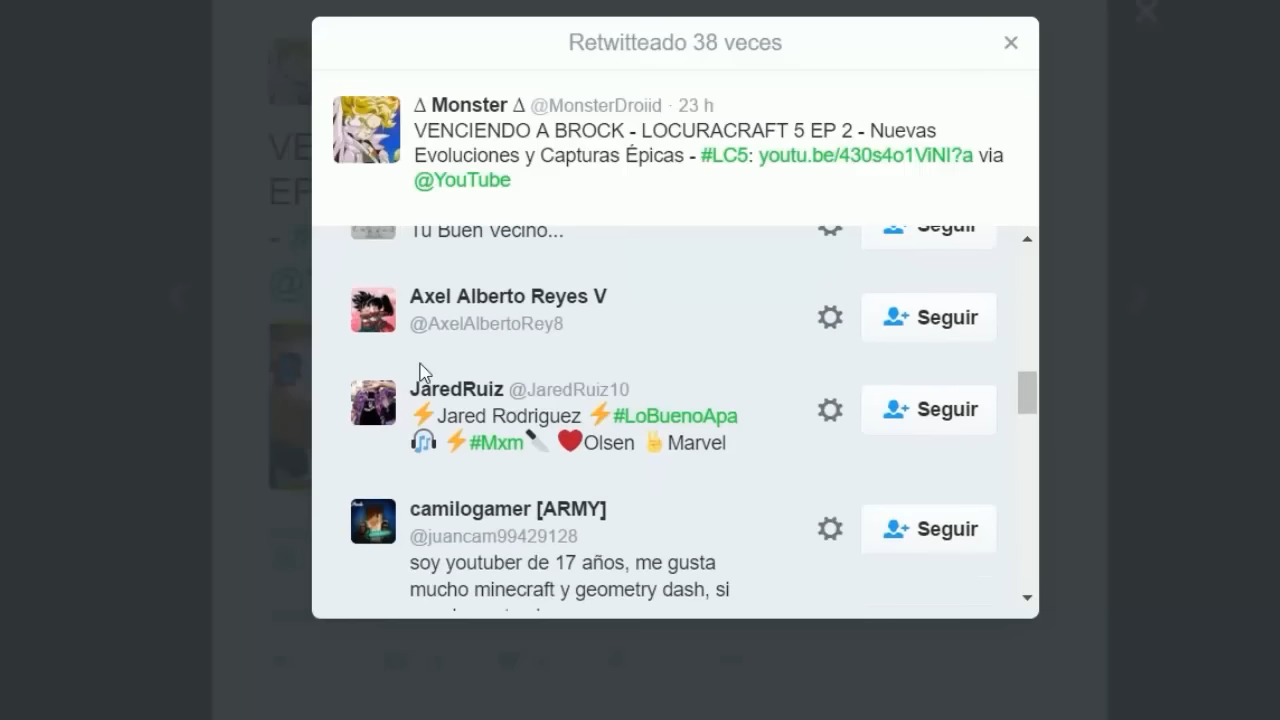 Retwitteado 38 veces
Δ Monster Δ @MonsterDroiid · 23 h
VENCIENDO A BROCK - LOCURACRAFT 5 EP 2 - Nuevas
Evoluciones y Capturas Épicas - #LC5: youtu.be/430s4o1ViNI?a via
@YouTube
Tu Buen Vecino...
Seguir
Axel Alberto Reyes V
@AxelAlbertoRey8
Seguir
JaredRuiz @JaredRuiz10
⚡Jared Rodriguez ⚡#LoBuenoApa
🎧 ⚡#Mxm🔪 ❤Olsen ✌Marvel
Seguir
camilogamer [ARMY]
@juancam99429128
Seguir
soy youtuber de 17 años, me gusta
mucho minecraft y geometry dash, si